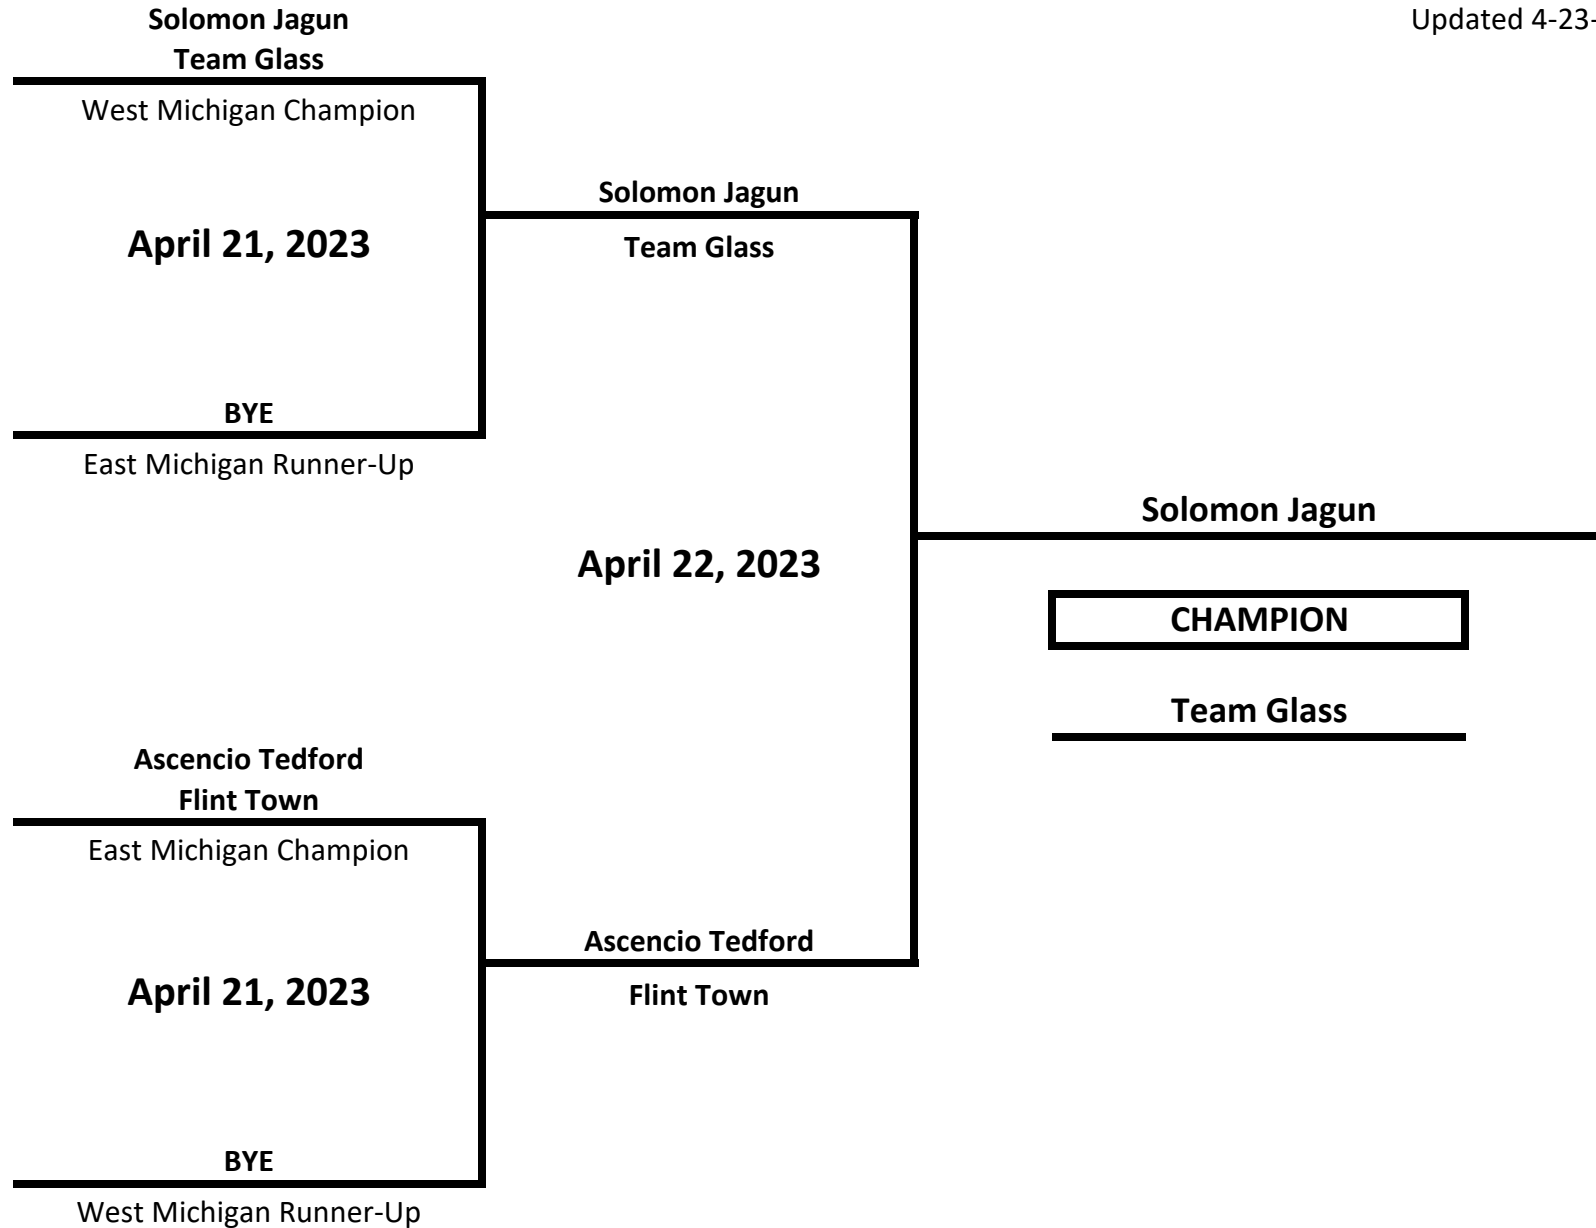 Updated 4-23-
Solomon Jagun
Team Glass
West Michigan Champion
April 21, 2023
BYE
East Michigan Runner-Up
Solomon Jagun
Team Glass
April 22, 2023
Solomon Jagun
CHAMPION
Team Glass
Ascencio Tedford
Flint Town
East Michigan Champion
April 21, 2023
BYE
West Michigan Runner-Up
Ascencio Tedford
Flint Town